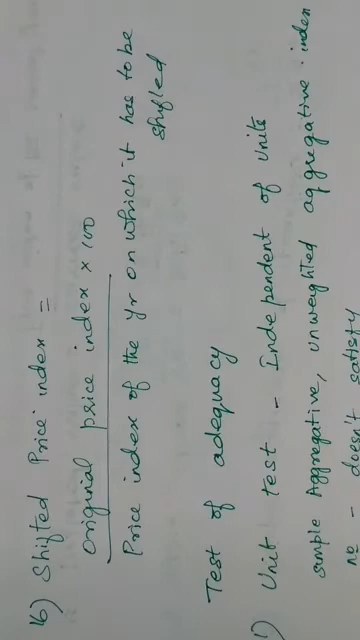 16) Shifted Price index =
original price index x 100
Price index of the yr on which it has to be
shifted
Test of adequacy
i) Unit test - Independent of units
simple Aggregative, unweighted aggregative index
no - doesn't satisfy